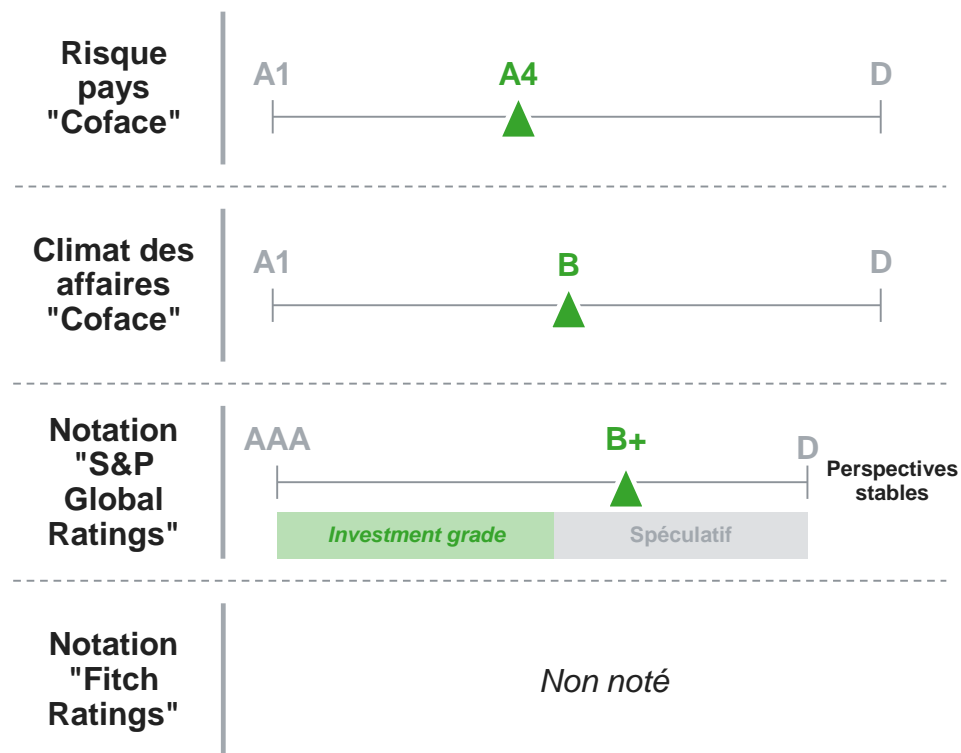 Risque
pays
"Coface"
A1
A4
D
Climat des
affaires
"Coface"
A1
B
D
Notation
"S&P
Global
Ratings"
AAA
B+
D
Perspectives
stables
Investment grade
Spéculatif
Notation
"Fitch
Ratings"
Non noté